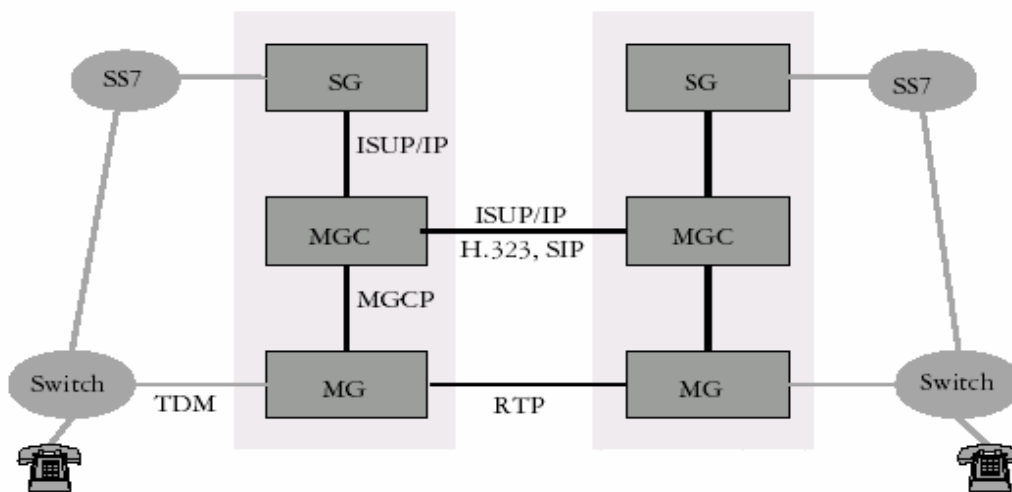 SS7
SG
SG
SS7
ISUP/IP
MGC
ISUP/IP
H.323, SIP
MGC
MGCP
Switch
TDM
MG
RTP
MG
Switch